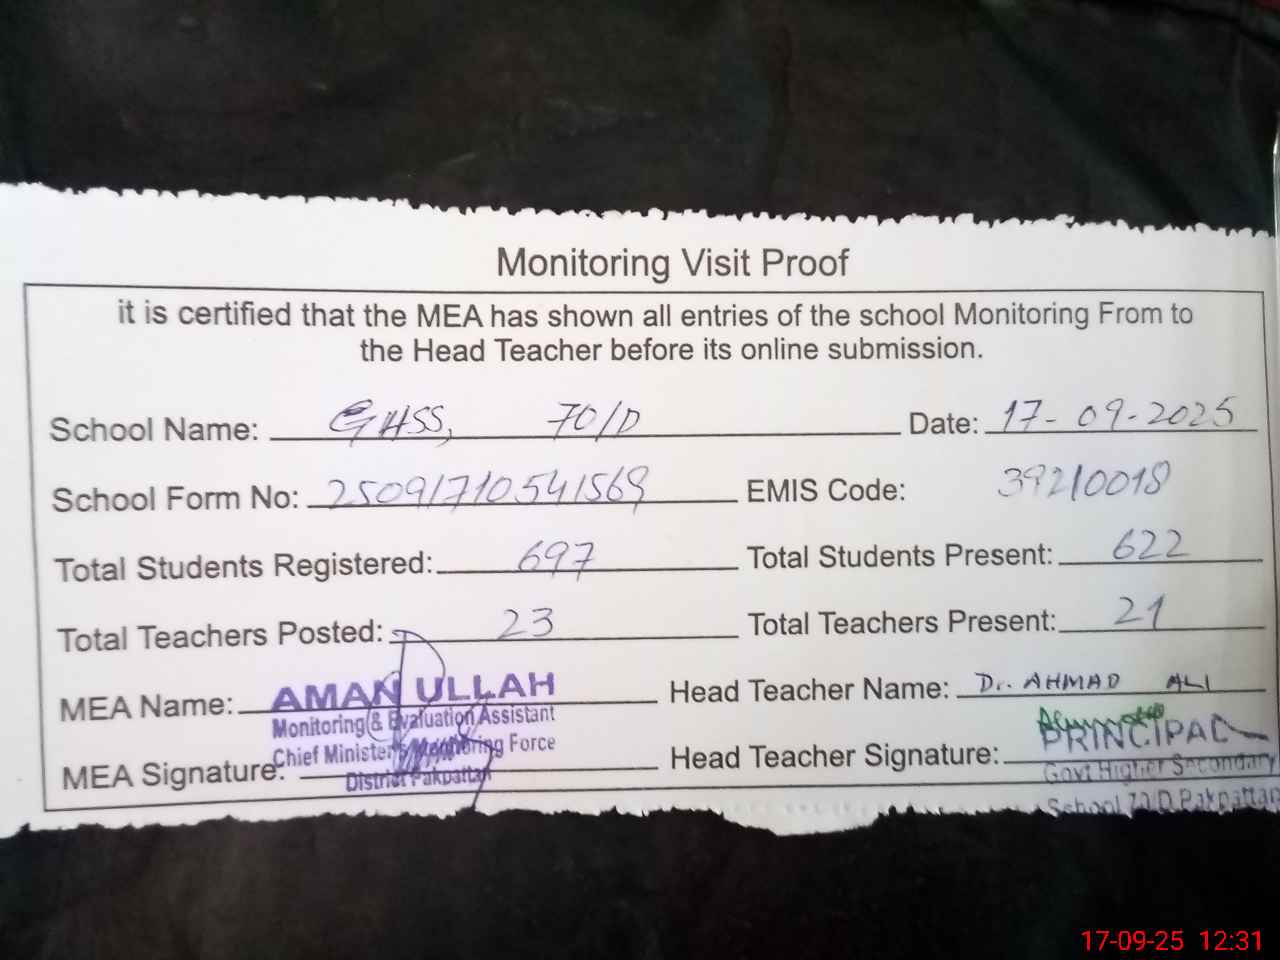 Monitoring Visit Proof
it is certified that the MEA has shown all entries of the school Monitoring From to
the Head Teacher before its online submission.
School Name: GHSS, 70/D Date: 17-09-2025
School Form No: 25091710541569 EMIS Code: 39210018
Total Students Registered: 697 Total Students Present: 622
Total Teachers Posted: 23 Total Teachers Present: 21
MEA Name: AMAN ULLAH Head Teacher Name: Dr. AHMAD ALI
Monitoring & Evaluation Assistant
Chief Minister's Monitoring Force
District Pakpattan
MEA Signature: Head Teacher Signature: PRINCIPAL
Govt Higher Secondary
School 70/D Pakpattan
17-09-25 12:31